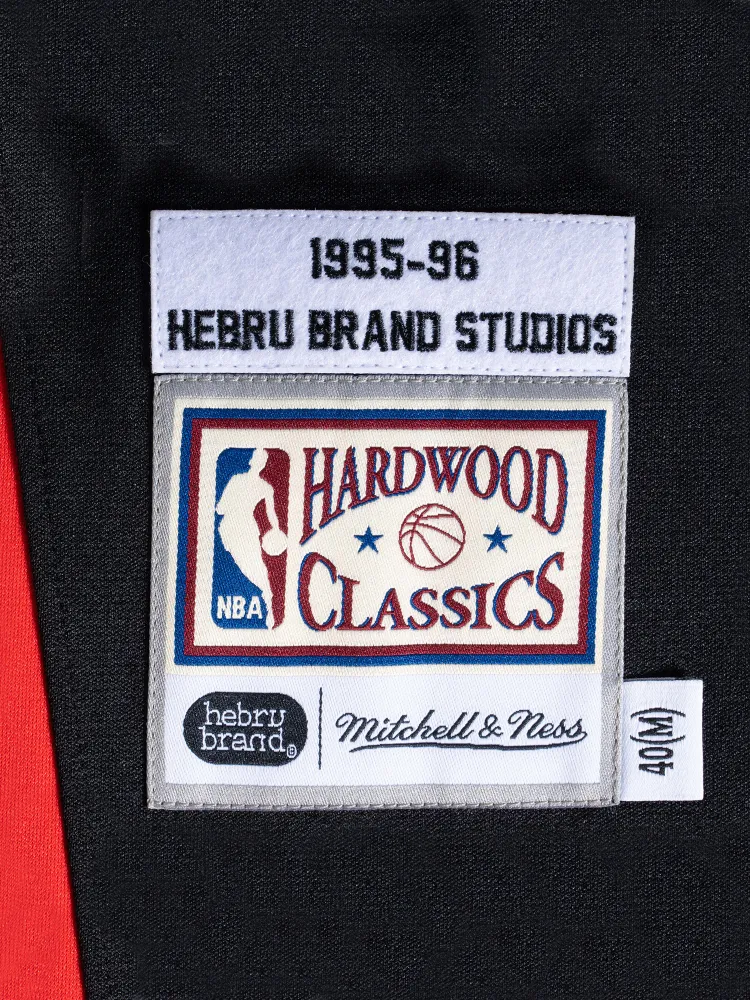 1995-96
HEBRU BRAND STUDIOS
HARDWOOD
CLASSICS
NBA
hebru
brand®
Mitchell & Ness
40(M)